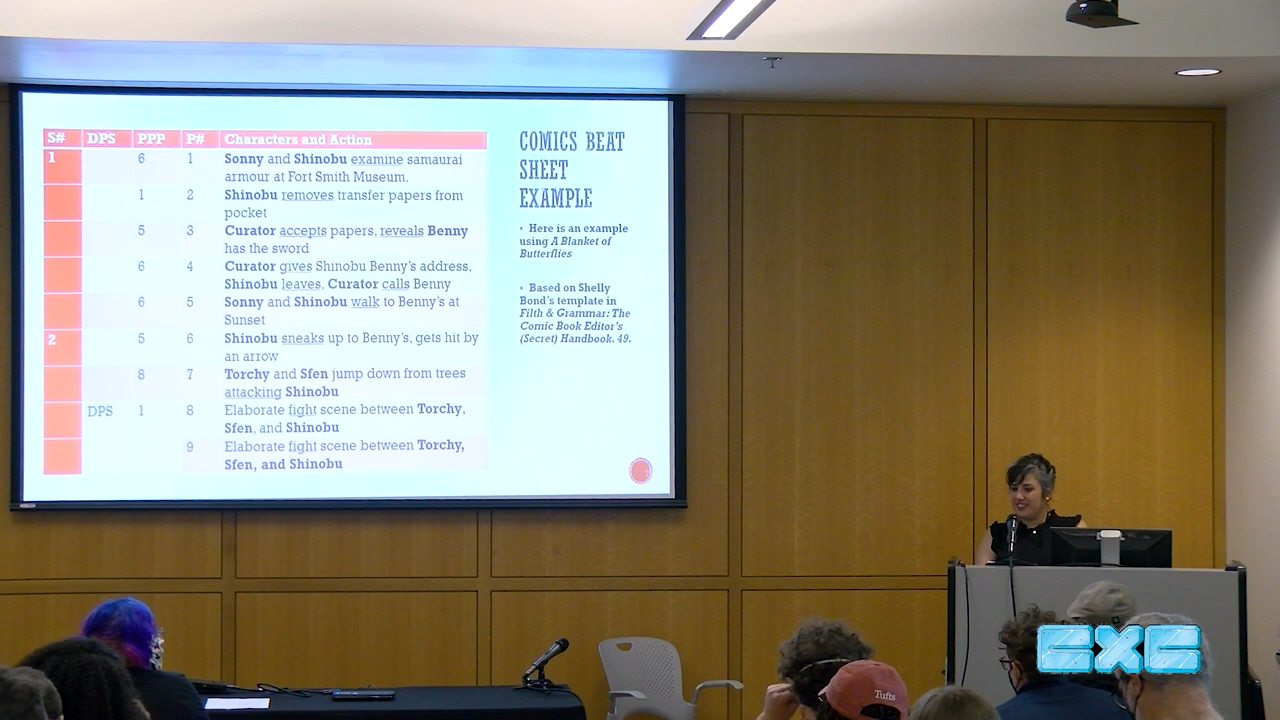 S# DPS PPP P# Characters and Action
1 6 1 Sonny and Shinobu examine samaurai
armour at Fort Smith Museum.
1 2 Shinobu removes transfer papers from
pocket
5 3 Curator accepts papers, reveals Benny
has the sword
6 4 Curator gives Shinobu Benny's address,
Shinobu leaves, Curator calls Benny
6 5 Sonny and Shinobu walk to Benny's at
Sunset
2 5 6 Shinobu sneaks up to Benny's, gets hit by
an arrow
8 7 Torchy and Sfen jump down from trees
attacking Shinobu
DPS 1 8 Elaborate fight scene between Torchy,
Sfen, and Shinobu
9 Elaborate fight scene between Torchy,
Sfen, and Shinobu
COMICS BEAT
SHEET
EXAMPLE
• Here is an example
using A Blanket of
Butterflies
• Based on Shelly
Bond's template in
Filth & Grammar: The
Comic Book Editor's
(Secret) Handbook. 49.
Tufts
CXC